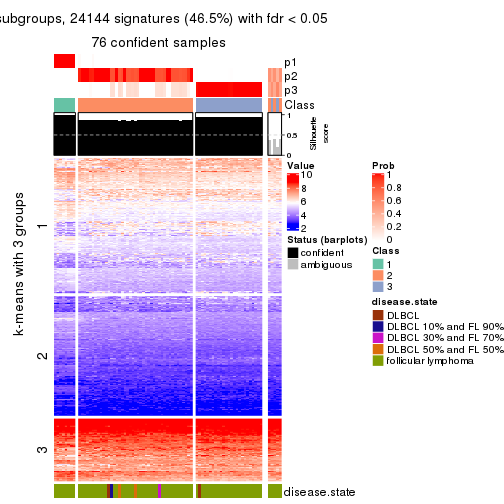 subgroups, 24144 signatures (46.5%) with fdr < 0.05
76 confident samples
p1
p2
p3
Class
1
0.5
0
Silhouette
score
k-means with 3 groups
1
2
3
disease.state
Value
10
8
6
4
2
Status (barplots)
confident
ambiguous
Prob
1
0.8
0.6
0.4
0.2
0
Class
1
2
3
disease.state
DLBCL
DLBCL 10% and FL 90%
DLBCL 30% and FL 70%
DLBCL 50% and FL 50%
follicular lymphoma